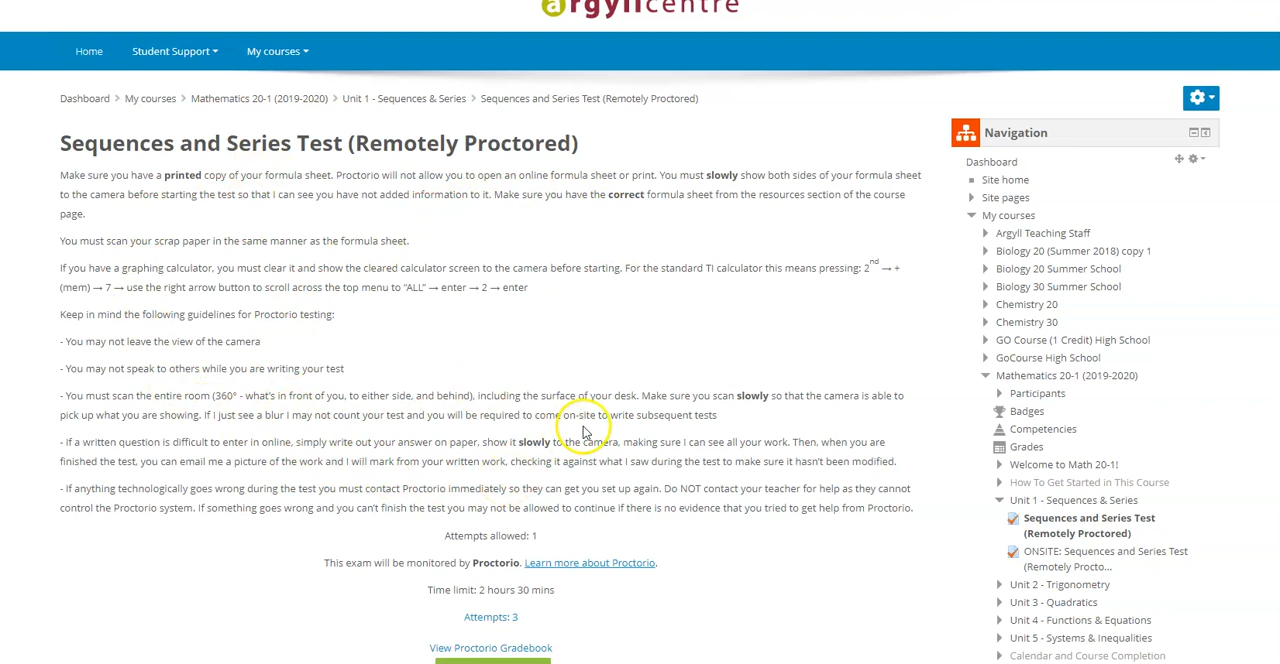 argyllcentre
Home Student Support My courses
Dashboard My courses Mathematics 20-1 (2019-2020) Unit 1 - Sequences & Series Sequences and Series Test (Remotely Proctored)
Sequences and Series Test (Remotely Proctored)
Make sure you have a printed copy of your formula sheet. Proctorio will not allow you to open an online formula sheet or print. You must slowly show both sides of your formula sheet
to the camera before starting the test so that I can see you have not added information to it. Make sure you have the correct formula sheet from the resources section of the course
page.
You must scan your scrap paper in the same manner as the formula sheet.
If you have a graphing calculator, you must clear it and show the cleared calculator screen to the camera before starting. For the standard TI calculator this means pressing: 2nd → +
(mem) → 7 → use the right arrow button to scroll across the top menu to “ALL” → enter → 2 → enter
Keep in mind the following guidelines for Proctorio testing:
- You may not leave the view of the camera
- You may not speak to others while you are writing your test
- You must scan the entire room (360° - what's in front of you, to either side, and behind), including the surface of your desk. Make sure you scan slowly so that the camera is able to
pick up what you are showing. If I just see a blur I may not count your test and you will be required to come on-site to write subsequent tests
- If a written question is difficult to enter in online, simply write out your answer on paper, show it slowly to the camera, making sure I can see all your work. Then, when you are
finished the test, you can email me a picture of the work and I will mark from your written work, checking it against what I saw during the test to make sure it hasn't been modified.
- If anything technologically goes wrong during the test you must contact Proctorio immediately so they can get you set up again. Do NOT contact your teacher for help as they cannot
control the Proctorio system. If something goes wrong and you can't finish the test you may not be allowed to continue if there is no evidence that you tried to get help from Proctorio.
Attempts allowed: 1
This exam will be monitored by Proctorio. Learn more about Proctorio.
Time limit: 2 hours 30 mins
Attempts: 3
View Proctorio Gradebook
Navigation
Dashboard
Site home
Site pages
My courses
Argyll Teaching Staff
Biology 20 (Summer 2018) copy 1
Biology 20 Summer School
Biology 30 Summer School
Chemistry 20
Chemistry 30
GO Course (1 Credit) High School
GoCourse High School
Mathematics 20-1 (2019-2020)
Participants
Badges
Competencies
Grades
Welcome to Math 20-1!
How To Get Started in This Course
Unit 1 - Sequences & Series
Sequences and Series Test
(Remotely Proctored)
ONSITE: Sequences and Series Test
(Remotely Procto...
Unit 2 - Trigonometry
Unit 3 - Quadratics
Unit 4 - Functions & Equations
Unit 5 - Systems & Inequalities
Calendar and Course Completion